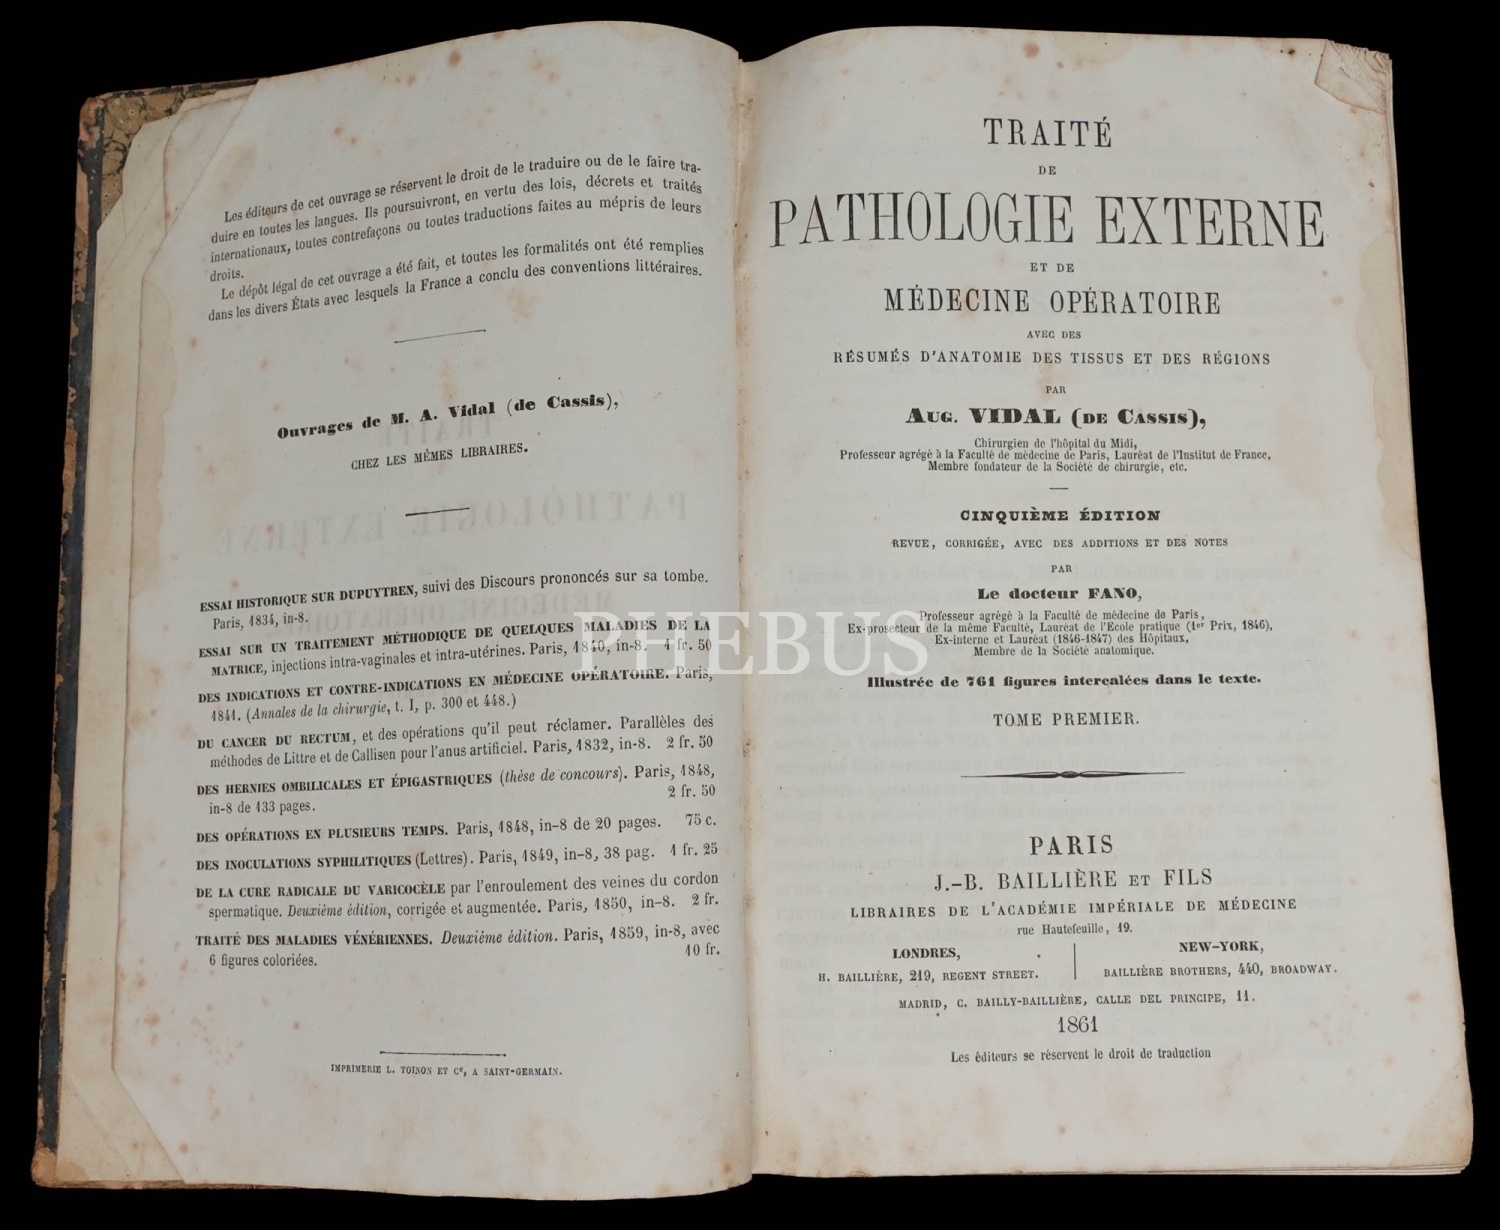 Les éditeurs de cet ouvrage se réservent le droit de le traduire ou de le faire tra-
duire en toutes les langues. Ils poursuivront, en vertu des lois, décrets et traités
internationaux, toutes contrefaçons ou toutes traductions faites au mépris de leurs
droits.
Le dépôt légal de cet ouvrage a été fait, et toutes les formalités ont été remplies
dans les divers États avec lesquels la France a conclu des conventions littéraires.
Ouvrages de M. A. Vidal (de Cassis),
CHEZ LES MÊMES LIBRAIRES.
ESSAI HISTORIQUE SUR DUPUYTREN, suivi des Discours prononcés sur sa tombe.
Paris, 1834, in-8.
ESSAI SUR UN TRAITEMENT MÉTHODIQUE DE QUELQUES MALADIES DE LA
MATRICE, injections intra-vaginales et intra-utérines. Paris, 1840, in-8. 1 fr. 50
DES INDICATIONS ET CONTRE-INDICATIONS EN MÉDECINE OPÉRATOIRE. Paris,
1841. (Annales de la chirurgie, t. I, p. 300 et 448.)
DU CANCER DU RECTUM, et des opérations qu'il peut réclamer. Parallèles des
méthodes de Littre et de Callisen pour l'anus artificiel. Paris, 1832, in-8. 2 fr. 50
DES HERNIES OMBILICALES ET ÉPIGASTRIQUES (thèse de concours). Paris, 1848,
in-8 de 133 pages. 2 fr. 50
DES OPÉRATIONS EN PLUSIEURS TEMPS. Paris, 1848, in-8 de 20 pages. 75 c.
DES INOCULATIONS SYPHILITIQUES (Lettres). Paris, 1849, in-8, 38 pag. 1 fr. 25
DE LA CURE RADICALE DU VARICOCÈLE par l'enroulement des veines du cordon
spermatique. Deuxième édition, corrigée et augmentée. Paris, 1850, in-8. 2 fr.
TRAITÉ DES MALADIES VÉNÉRIENNES. Deuxième édition. Paris, 1859, in-8, avec
6 figures coloriées. 10 fr.
IMPRIMERIE L. TOINON ET Ce, A SAINT-GERMAIN.
TRAITÉ
DE
PATHOLOGIE EXTERNE
ET DE
MÉDECINE OPÉRATOIRE
AVEC DES
RÉSUMÉS D'ANATOMIE DES TISSUS ET DES RÉGIONS
PAR
AUG. VIDAL (DE CASSIS),
Chirurgien de l'hôpital du Midi,
Professeur agrégé à la Faculté de médecine de Paris, Lauréat de l'Institut de France,
Membre fondateur de la Société de chirurgie, etc.
CINQUIÈME ÉDITION
REVUE, CORRIGÉE, AVEC DES ADDITIONS ET DES NOTES
PAR
Le docteur FANO,
Professeur agrégé à la Faculté de médecine de Paris,
Ex-prosecteur de la même Faculté, Lauréat de l'École pratique (1er Prix, 1846),
Ex-interne et Lauréat (1846-1847) des Hôpitaux,
Membre de la Société anatomique.
Illustrée de 761 figures intercalées dans le texte.
TOME PREMIER.
PARIS
J.-B. BAILLIÈRE ET FILS
LIBRAIRES DE L'ACADÉMIE IMPÉRIALE DE MÉDECINE
rue Hautefeuille, 19.
LONDRES, NEW-YORK,
H. BAILLIÈRE, 219, REGENT STREET. BAILLIÈRE BROTHERS, 440, BROADWAY.
MADRID, C. BAILLY-BAILLIÈRE, CALLE DEL PRINCIPE, 11.
1861
Les éditeurs se réservent le droit de traduction
PHEBUS